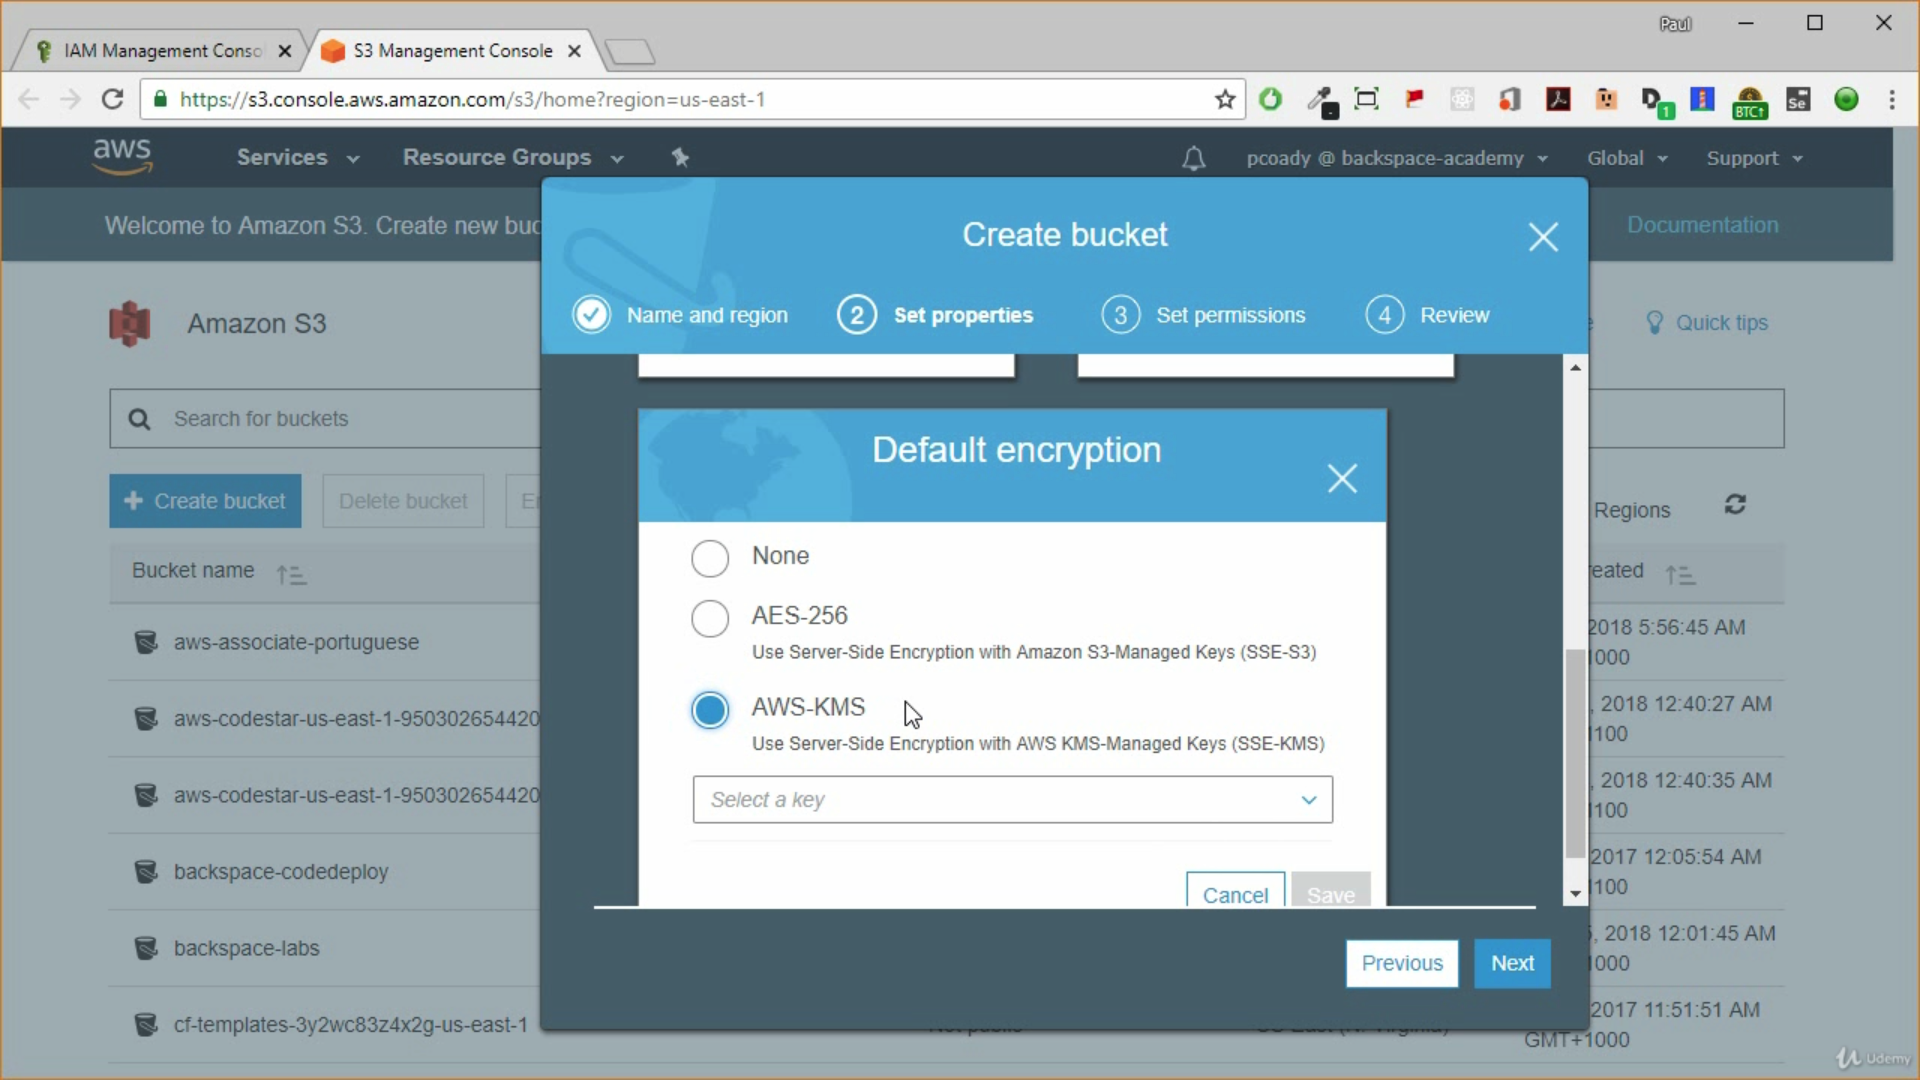 Paul
IAM Management Conso
S3 Management Console
https://s3.console.aws.amazon.com/s3/home?region=us-east-1
1
BTC↑
Se
aws
Services
Resource Groups
pcoady @ backspace-academy
Global
Support
Welcome to Amazon S3. Create new buc
Documentation
Create bucket
Name and region
2 Set properties
3 Set permissions
4 Review
Amazon S3
Quick tips
Search for buckets
Default encryption
+ Create bucket
Delete bucket
Regions
None
Bucket name
reated
AES-256
Use Server-Side Encryption with Amazon S3-Managed Keys (SSE-S3)
aws-associate-portuguese
2018 5:56:45 AM
1000
AWS-KMS
Use Server-Side Encryption with AWS KMS-Managed Keys (SSE-KMS)
aws-codestar-us-east-1-950302654420
, 2018 12:40:27 AM
1100
Select a key
aws-codestar-us-east-1-950302654420
, 2018 12:40:35 AM
1100
backspace-codedeploy
2017 12:05:54 AM
1100
Cancel
Save
backspace-labs
, 2018 12:01:45 AM
1000
Previous
Next
cf-templates-3y2wc83z4x2g-us-east-1
2017 11:51:51 AM
GMT+1000
Udemy